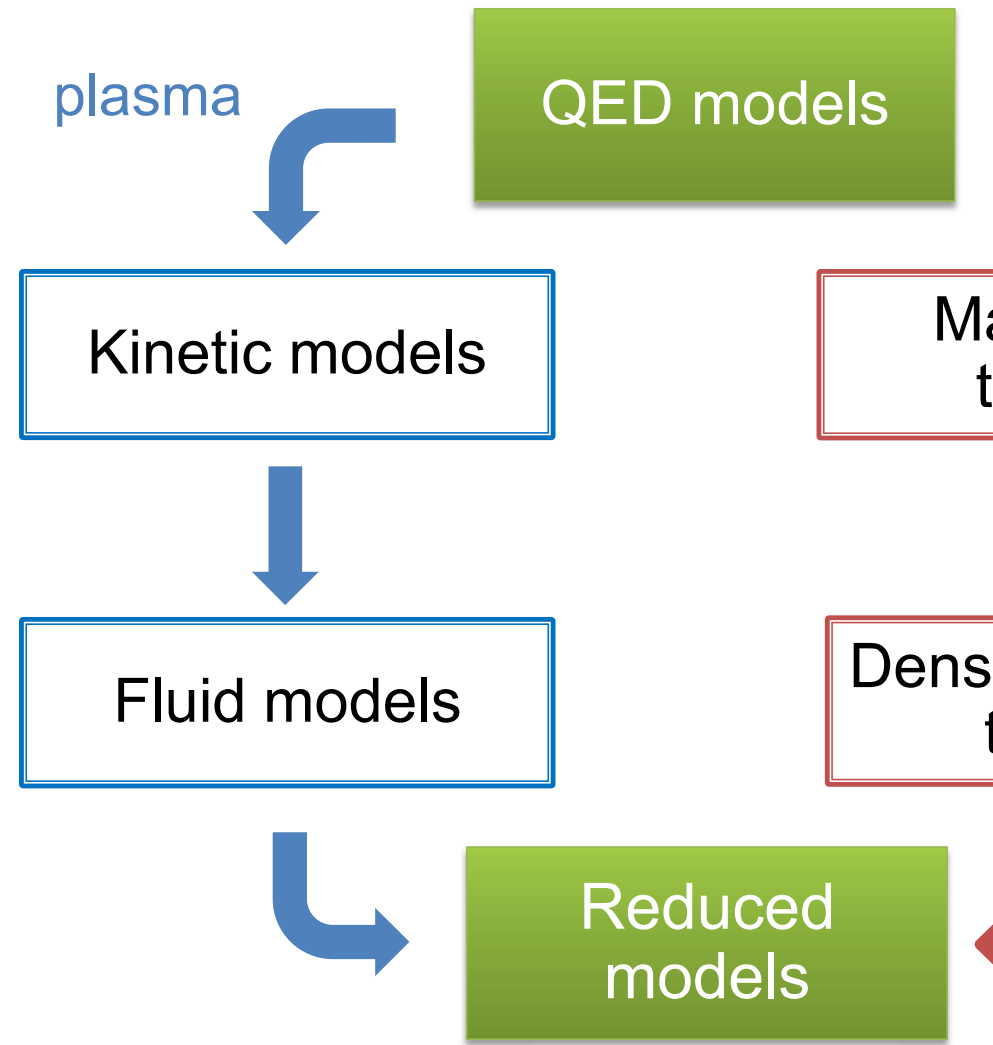 plasma
QED models
Kinetic models
Fluid models
Reduced
models